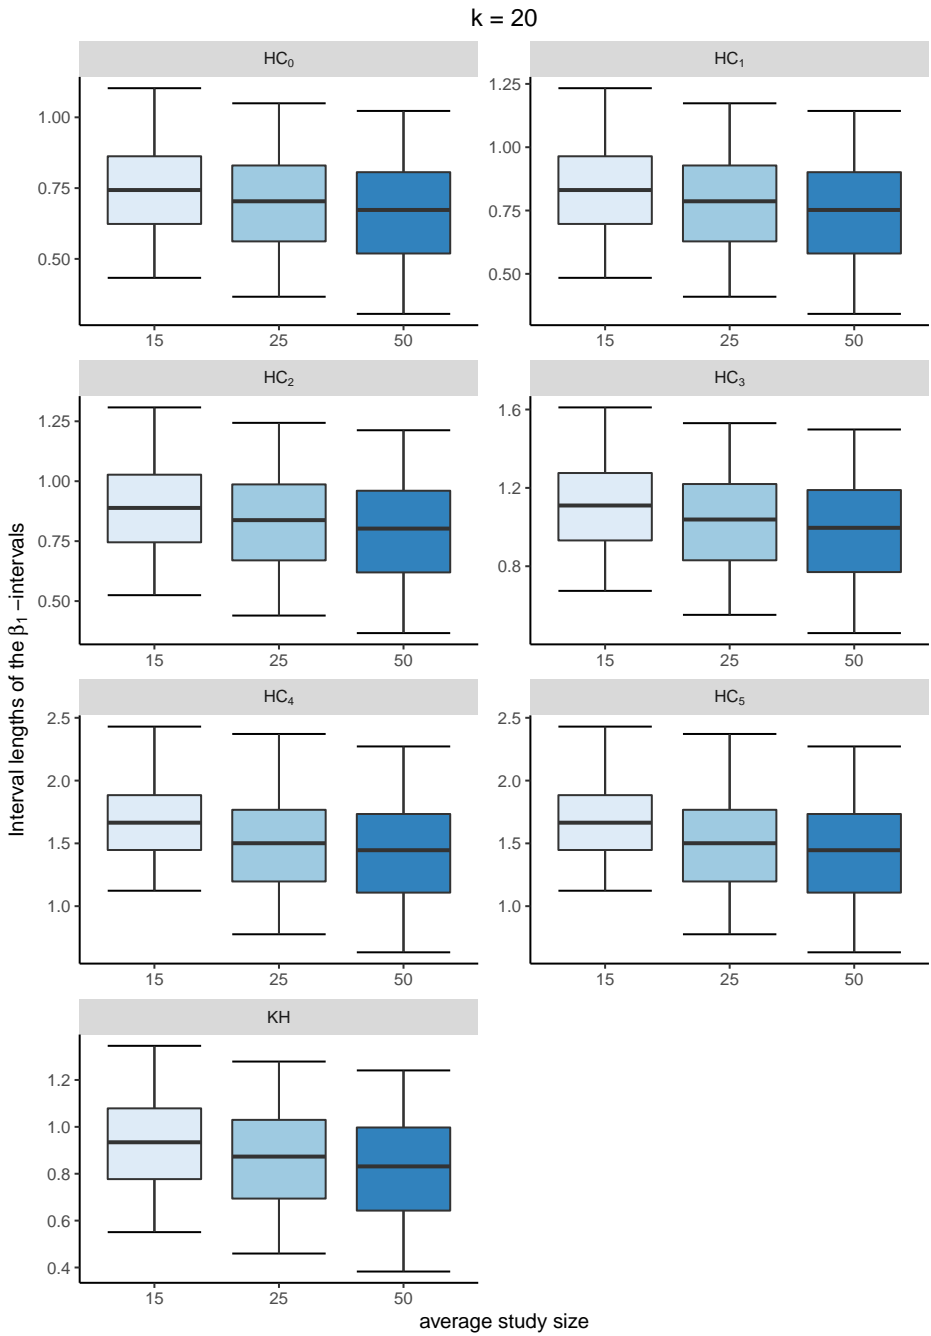 k = 20
HC₀
HC₁
1.00
0.75
0.50
1.25
1.00
0.75
0.50
15 25 50
15 25 50
HC₂
HC₃
1.25
1.00
0.75
0.50
1.6
1.2
0.8
15 25 50
15 25 50
Interval lengths of the β₁ −intervals
HC₄
HC₅
2.5
2.0
1.5
1.0
2.5
2.0
1.5
1.0
15 25 50
15 25 50
KH
1.2
1.0
0.8
0.6
0.4
15 25 50
average study size